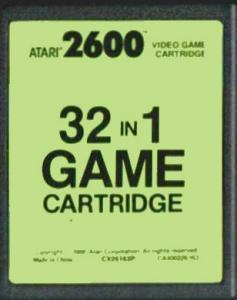 ATARI 2600 VIDEO GAME
CARTRIDGE
32 IN 1
GAME
CARTRIDGE
1988 Atari Corporation All rights reserved
Made in China CX26163P